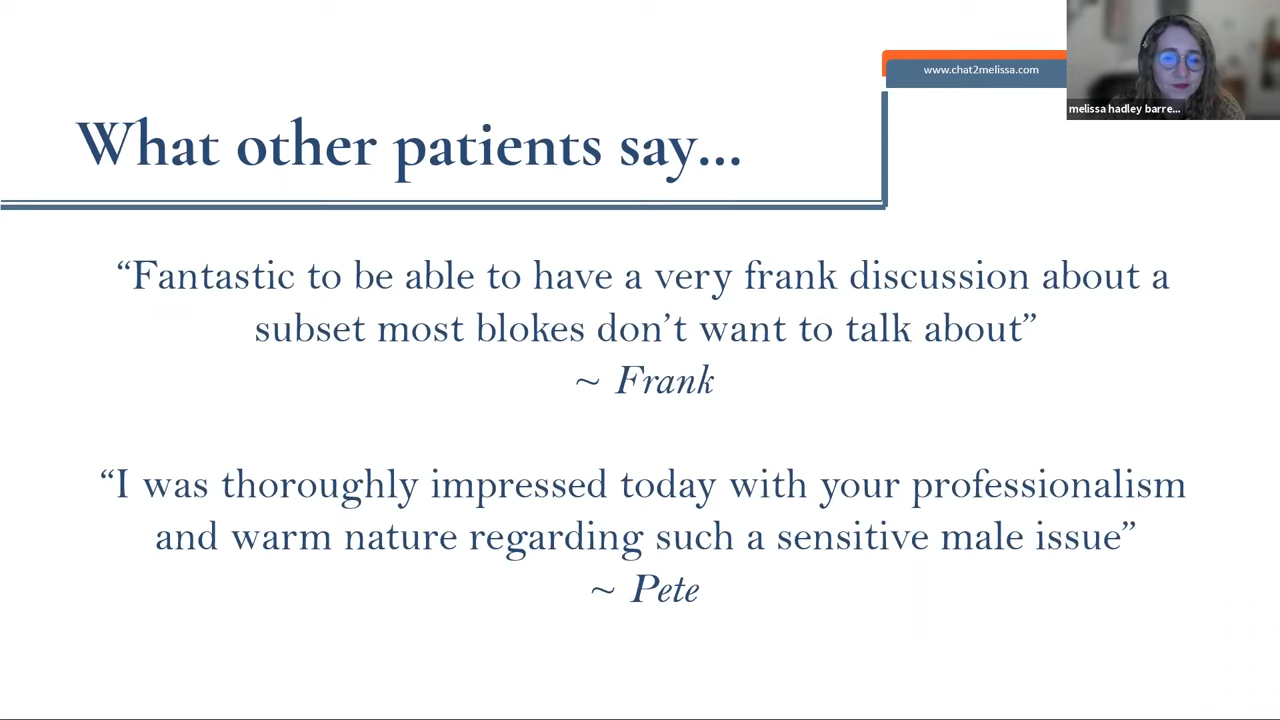 www.chat2melissa.com
melissa hadley barre...
What other patients say...
“Fantastic to be able to have a very frank discussion about a
subset most blokes don’t want to talk about”
~ Frank
“I was thoroughly impressed today with your professionalism
and warm nature regarding such a sensitive male issue”
~ Pete